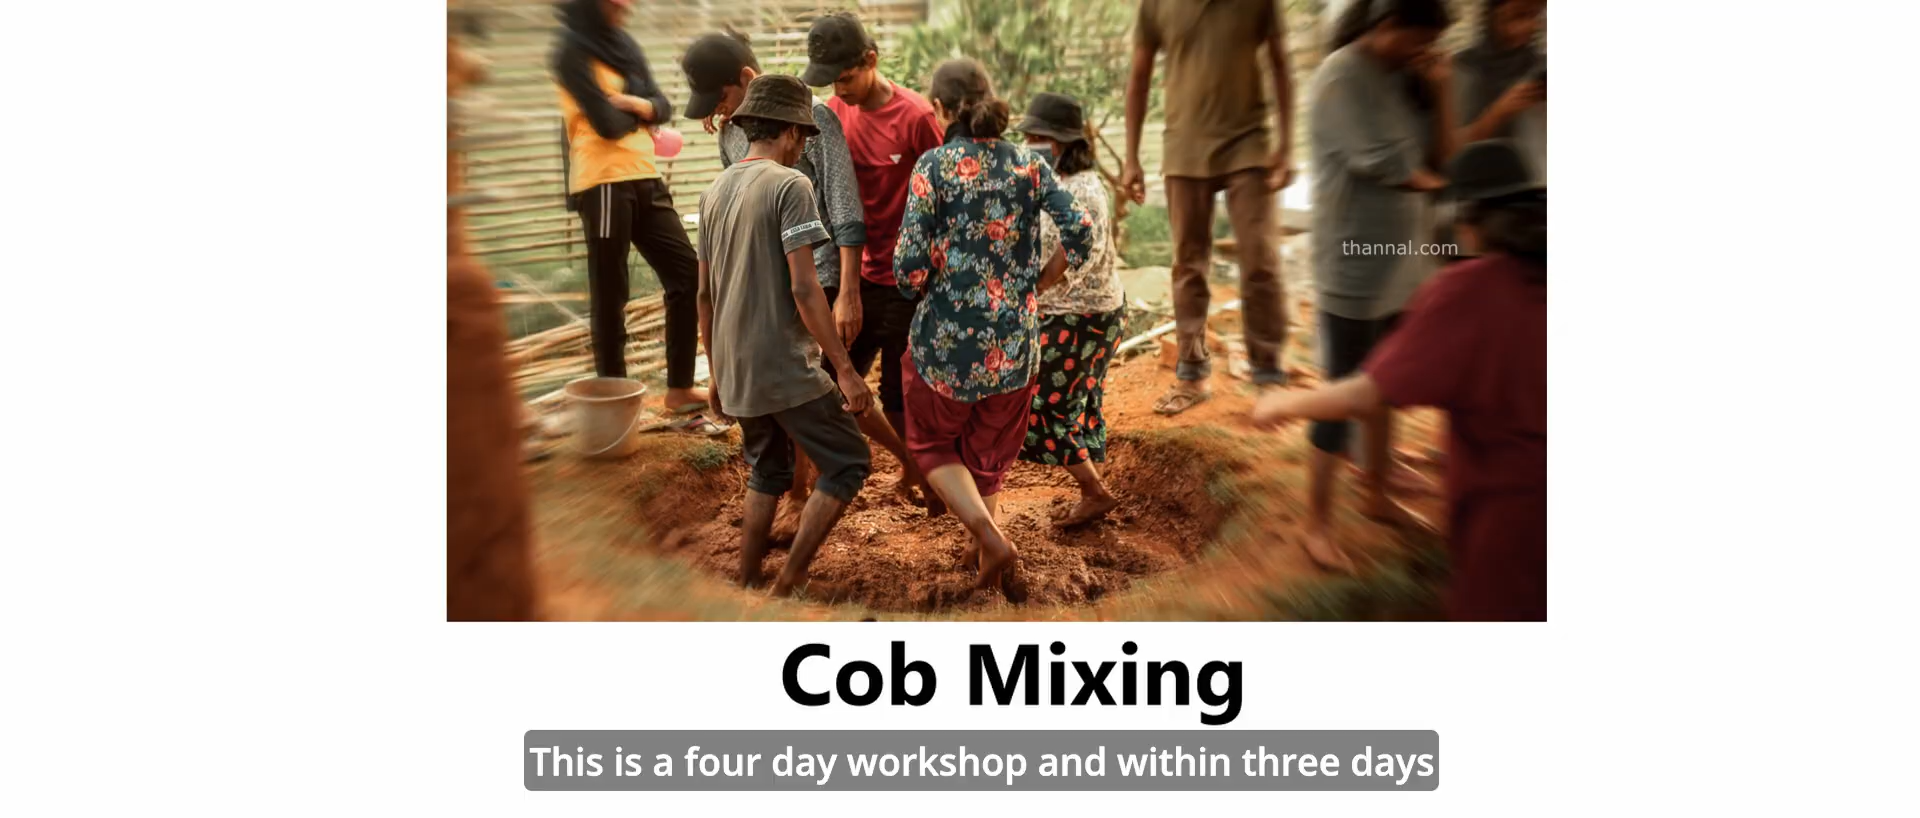 thannal.com
Cob Mixing
This is a four day workshop and within three days